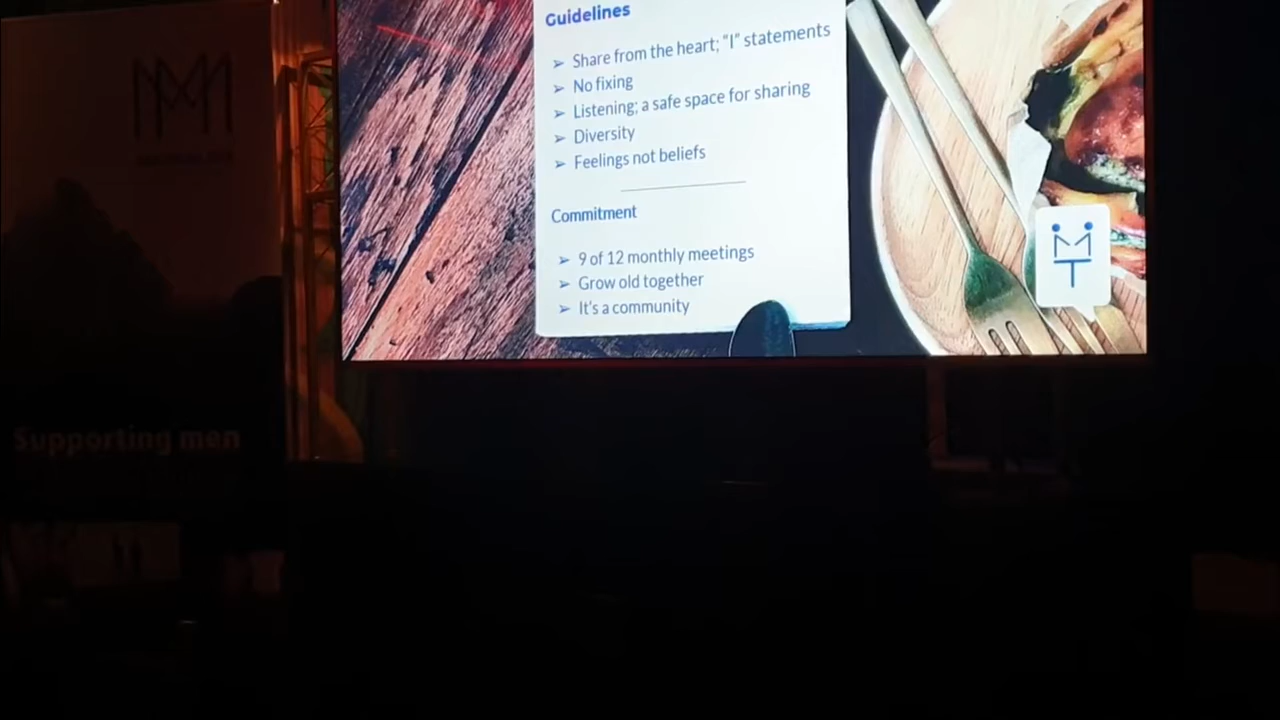 Guidelines
➢ Share from the heart; "I" statements
➢ No fixing
➢ Listening; a safe space for sharing
➢ Diversity
➢ Feelings not beliefs
Commitment
➢ 9 of 12 monthly meetings
➢ Grow old together
➢ It's a community
MT
Supporting men